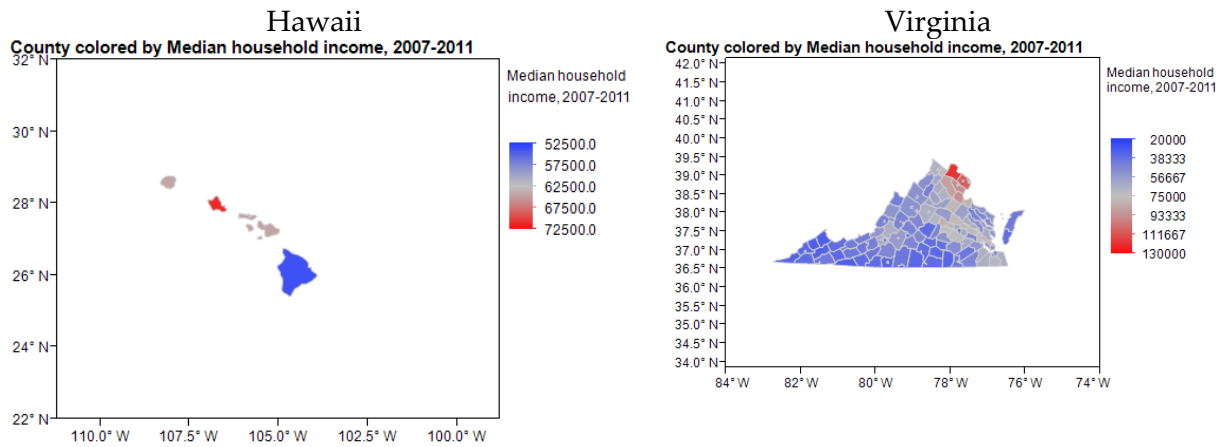 Hawaii
County colored by Median household income, 2007-2011
32° N
30° N
28° N
26° N
24° N
22° N
110.0° W
107.5° W
105.0° W
102.5° W
100.0° W
Median household
income, 2007-2011
52500.0
57500.0
62500.0
67500.0
72500.0
Virginia
County colored by Median household income, 2007-2011
42.0° N
41.5° N
41.0° N
40.5° N
40.0° N
39.5° N
39.0° N
38.5° N
38.0° N
37.5° N
37.0° N
36.5° N
36.0° N
35.5° N
35.0° N
34.5° N
34.0° N
84° W
82° W
80° W
78° W
76° W
74° W
Median household
income, 2007-2011
20000
38333
56667
75000
93333
111667
130000